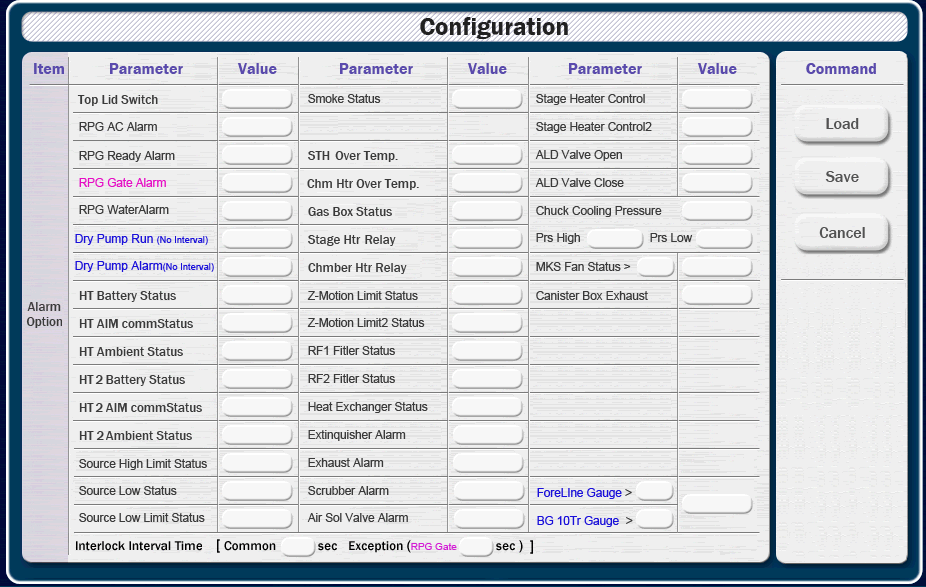 Configuration
Item Parameter Value Parameter Value Parameter Value Command
Top Lid Switch Smoke Status Stage Heater Control
RPG AC Alarm Stage Heater Control2 Load
RPG Ready Alarm STH Over Temp. ALD Valve Open
RPG Gate Alarm Chm Htr Over Temp. ALD Valve Close Save
RPG WaterAlarm Gas Box Status Chuck Cooling Pressure
Dry Pump Run (No Interval) Stage Htr Relay Prs High Prs Low Cancel
Dry Pump Alarm(No Interval) Chmber Htr Relay MKS Fan Status >
HT Battery Status Z-Motion Limit Status Canister Box Exhaust
Alarm
Option
HT AIM commStatus Z-Motion Limit2 Status
HT Ambient Status RF1 Fitler Status
HT 2 Battery Status RF2 Fitler Status
HT 2 AIM commStatus Heat Exchanger Status
HT 2 Ambient Status Extinquisher Alarm
Source High Limit Status Exhaust Alarm
Source Low Status Scrubber Alarm ForeLIne Gauge >
Source Low Limit Status Air Sol Valve Alarm BG 10Tr Gauge >
Interlock Interval Time [ Common sec Exception (RPG Gate sec ) ]